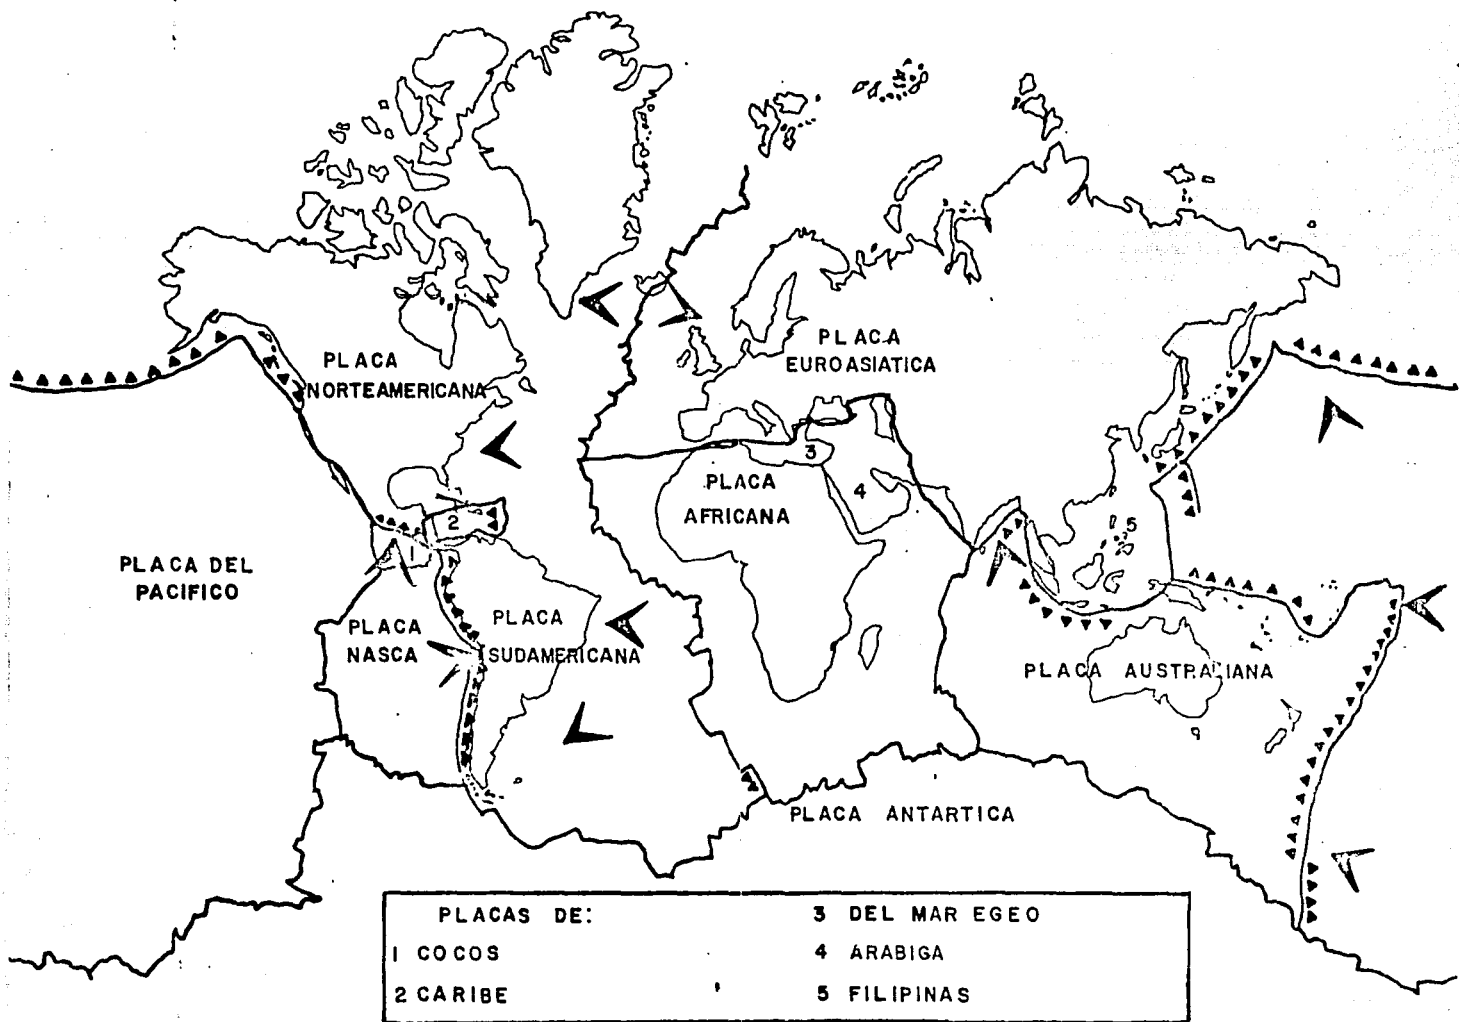 PLACA
NORTEAMERICANA
PLACA
EUROASIATICA
3
PLACA
AFRICANA
4
2
1
5
PLACA DEL
PACIFICO
PLACA
NASCA
PLACA
SUDAMERICANA
PLACA AUSTRALIANA
PLACA ANTARTICA
PLACAS DE:
1 COCOS
2 CARIBE
3 DEL MAR EGEO
4 ARABIGA
5 FILIPINAS